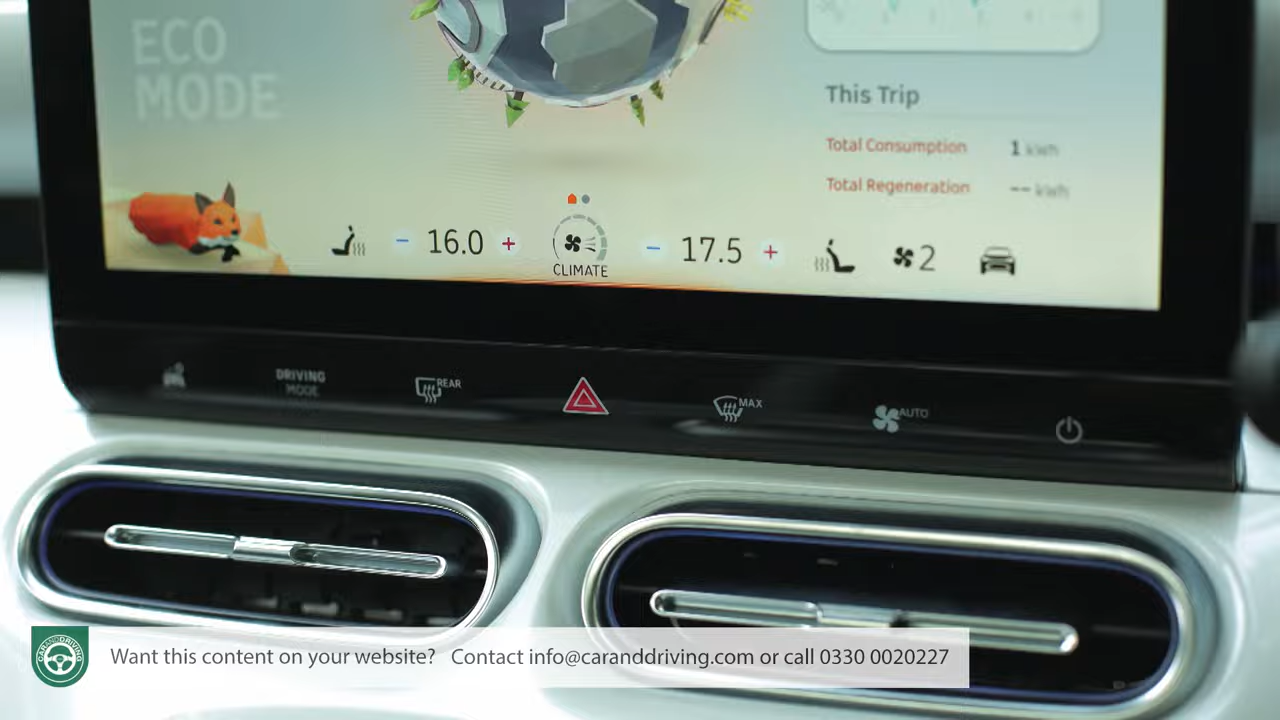 ECO
MODE
This Trip
Total Consumption 1 kWh
Total Regeneration -- kWh
− 16.0 +
CLIMATE
− 17.5 +
2
DRIVING
MODE
REAR
MAX
AUTO
CARANDDRIVING
Want this content on your website? Contact info@caranddriving.com or call 0330 0020227